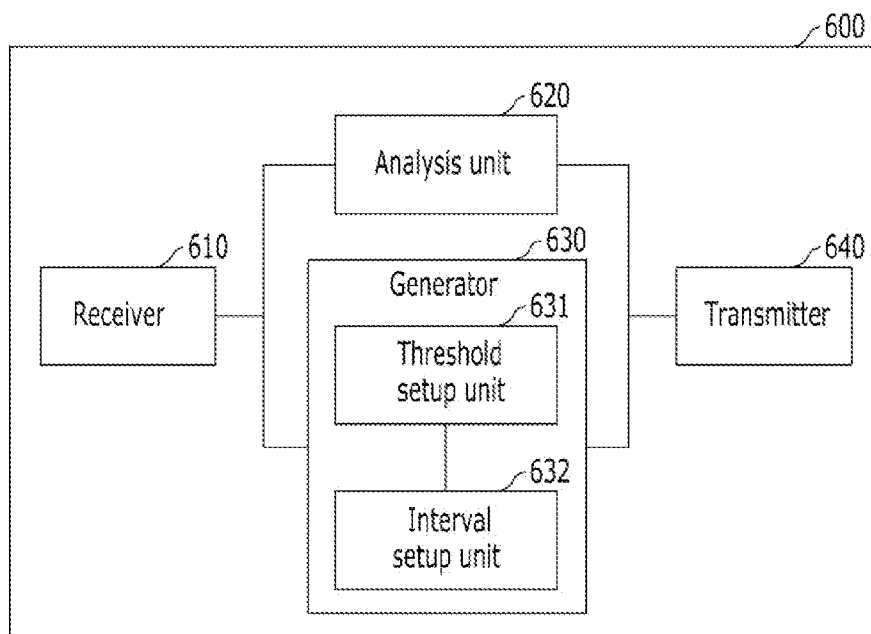 600
620
Analysis unit
610
Receiver
630
Generator
631
Threshold
setup unit
632
Interval
setup unit
640
Transmitter